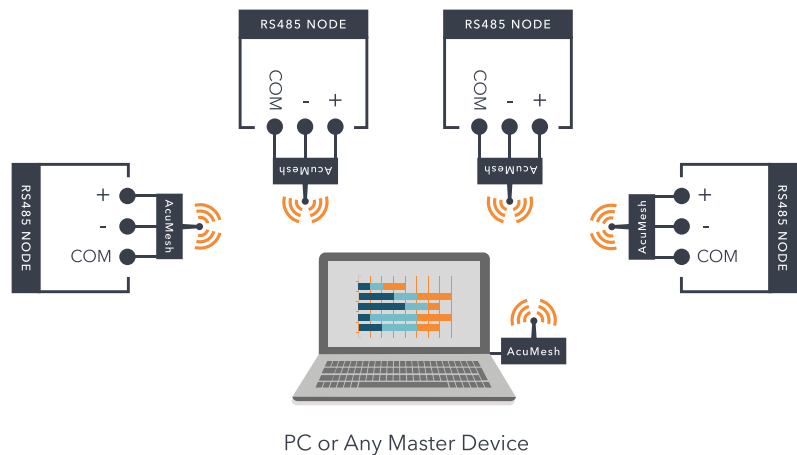 RS485 NODE
COM - +
AcuMesh
RS485 NODE
COM - +
AcuMesh
RS485 NODE
+
-
COM
AcuMesh
AcuMesh
+
-
COM
RS485 NODE
AcuMesh
PC or Any Master Device